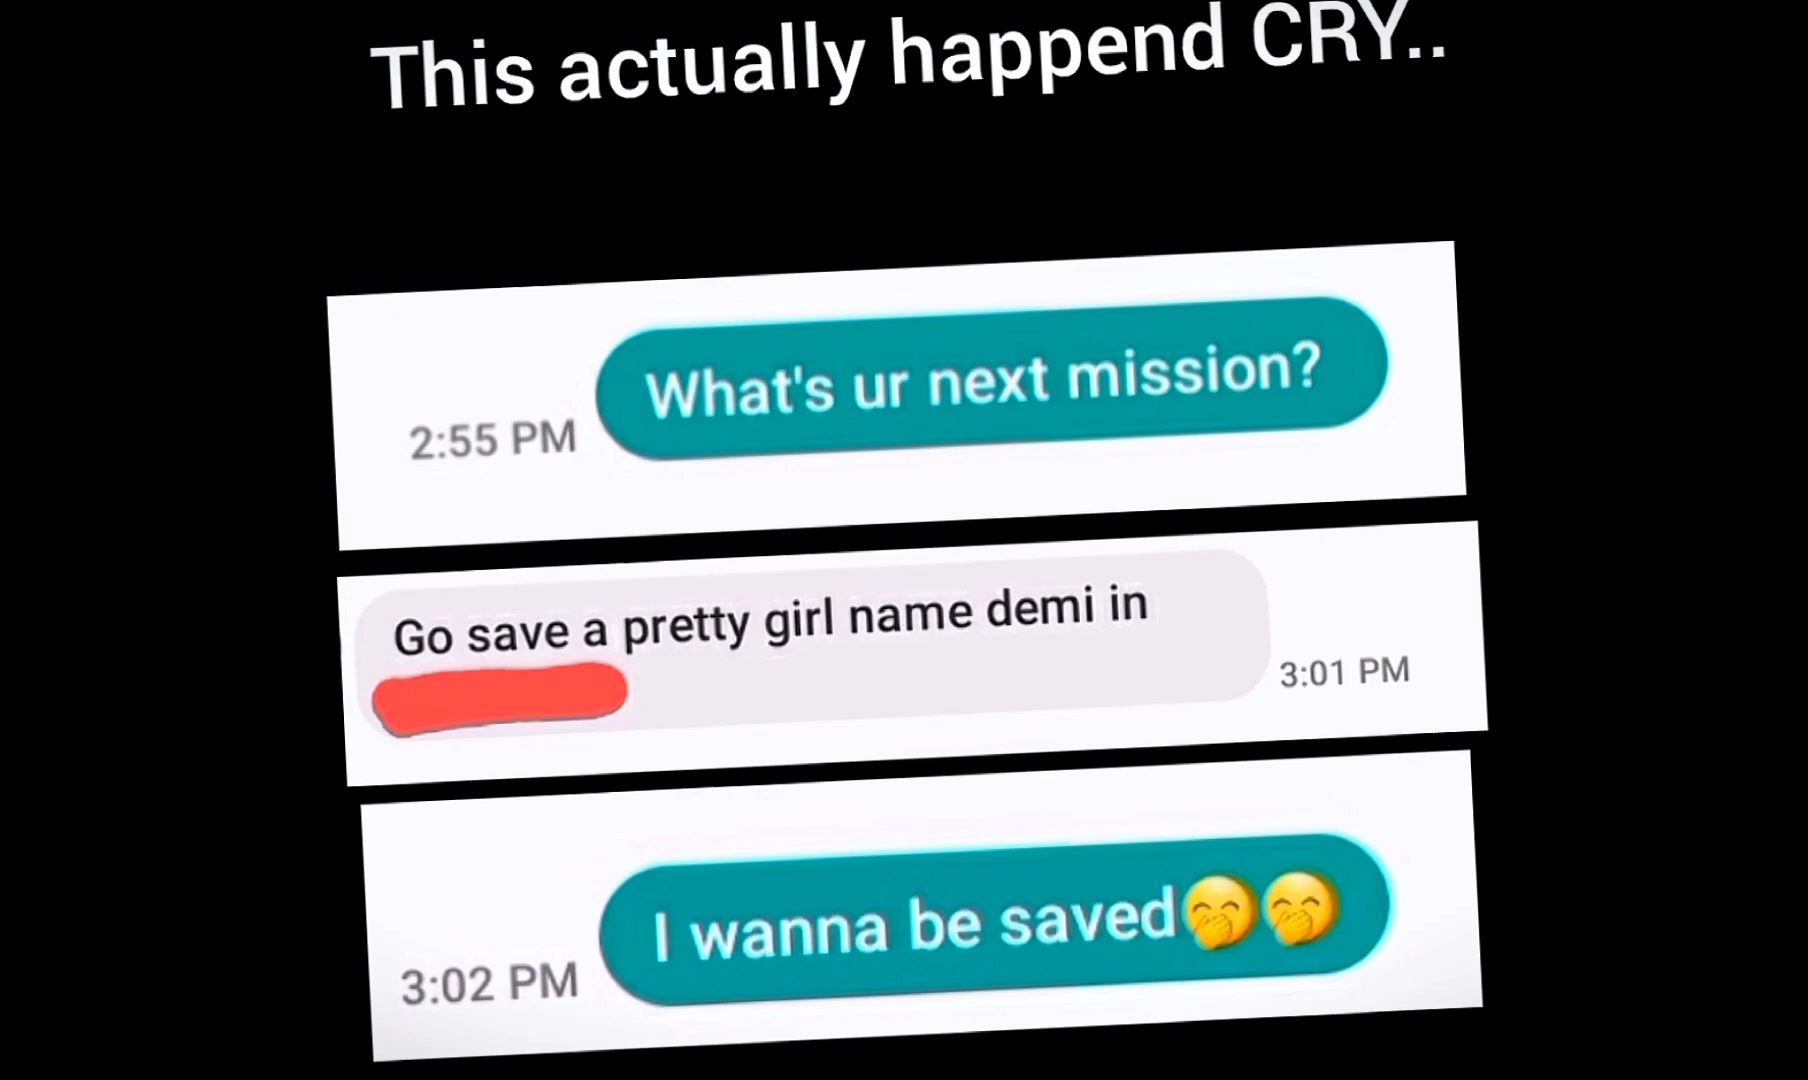 This actually happend CRY..
What's ur next mission?
2:55 PM
Go save a pretty girl name demi in
3:01 PM
I wanna be saved🤭🤭
3:02 PM